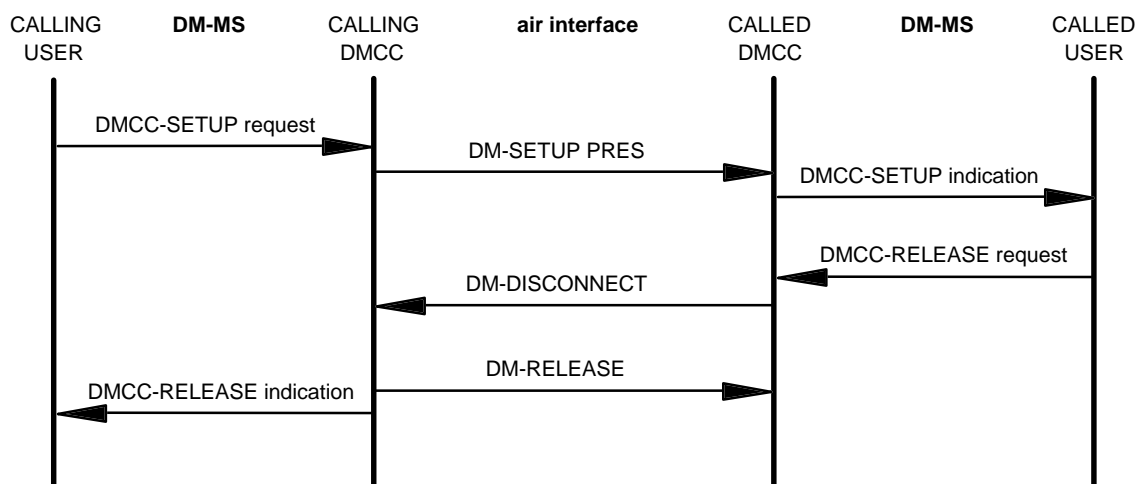 CALLING DM-MS CALLING air interface CALLED DM-MS CALLED
USER DMCC DMCC USER
DMCC-SETUP request
DM-SETUP PRES
DMCC-SETUP indication
DMCC-RELEASE request
DM-DISCONNECT
DM-RELEASE
DMCC-RELEASE indication